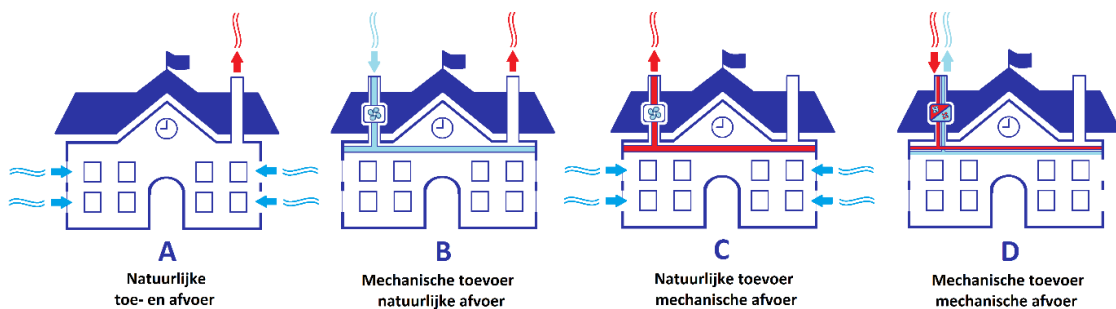 A
Natuurlijke
toe- en afvoer
B
Mechanische toevoer
natuurlijke afvoer
C
Natuurlijke toevoer
mechanische afvoer
D
Mechanische toevoer
mechanische afvoer